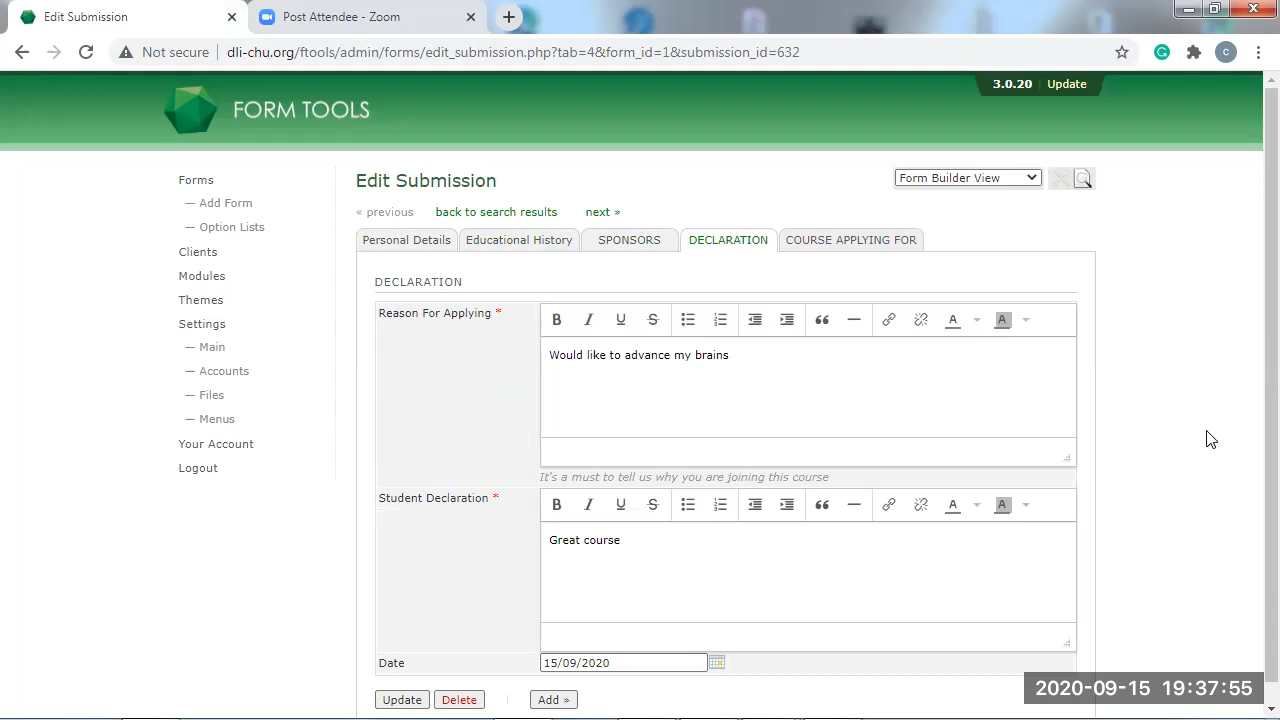 Edit Submission
Post Attendee - Zoom
Not secure
dli-chu.org/ftools/admin/forms/edit_submission.php?tab=4&form_id=1&submission_id=632
c
3.0.20
Update
FORM TOOLS
Forms
— Add Form
— Option Lists
Clients
Modules
Themes
Settings
— Main
— Accounts
— Files
— Menus
Your Account
Logout
Edit Submission
Form Builder View
« previous
back to search results
next »
Personal Details
Educational History
SPONSORS
DECLARATION
COURSE APPLYING FOR
DECLARATION
Reason For Applying *
B I U S A A
Would like to advance my brains
It's a must to tell us why you are joining this course
Student Declaration *
B I U S A A
Great course
Date
15/09/2020
Update
Delete
Add »
2020-09-15 19:37:55